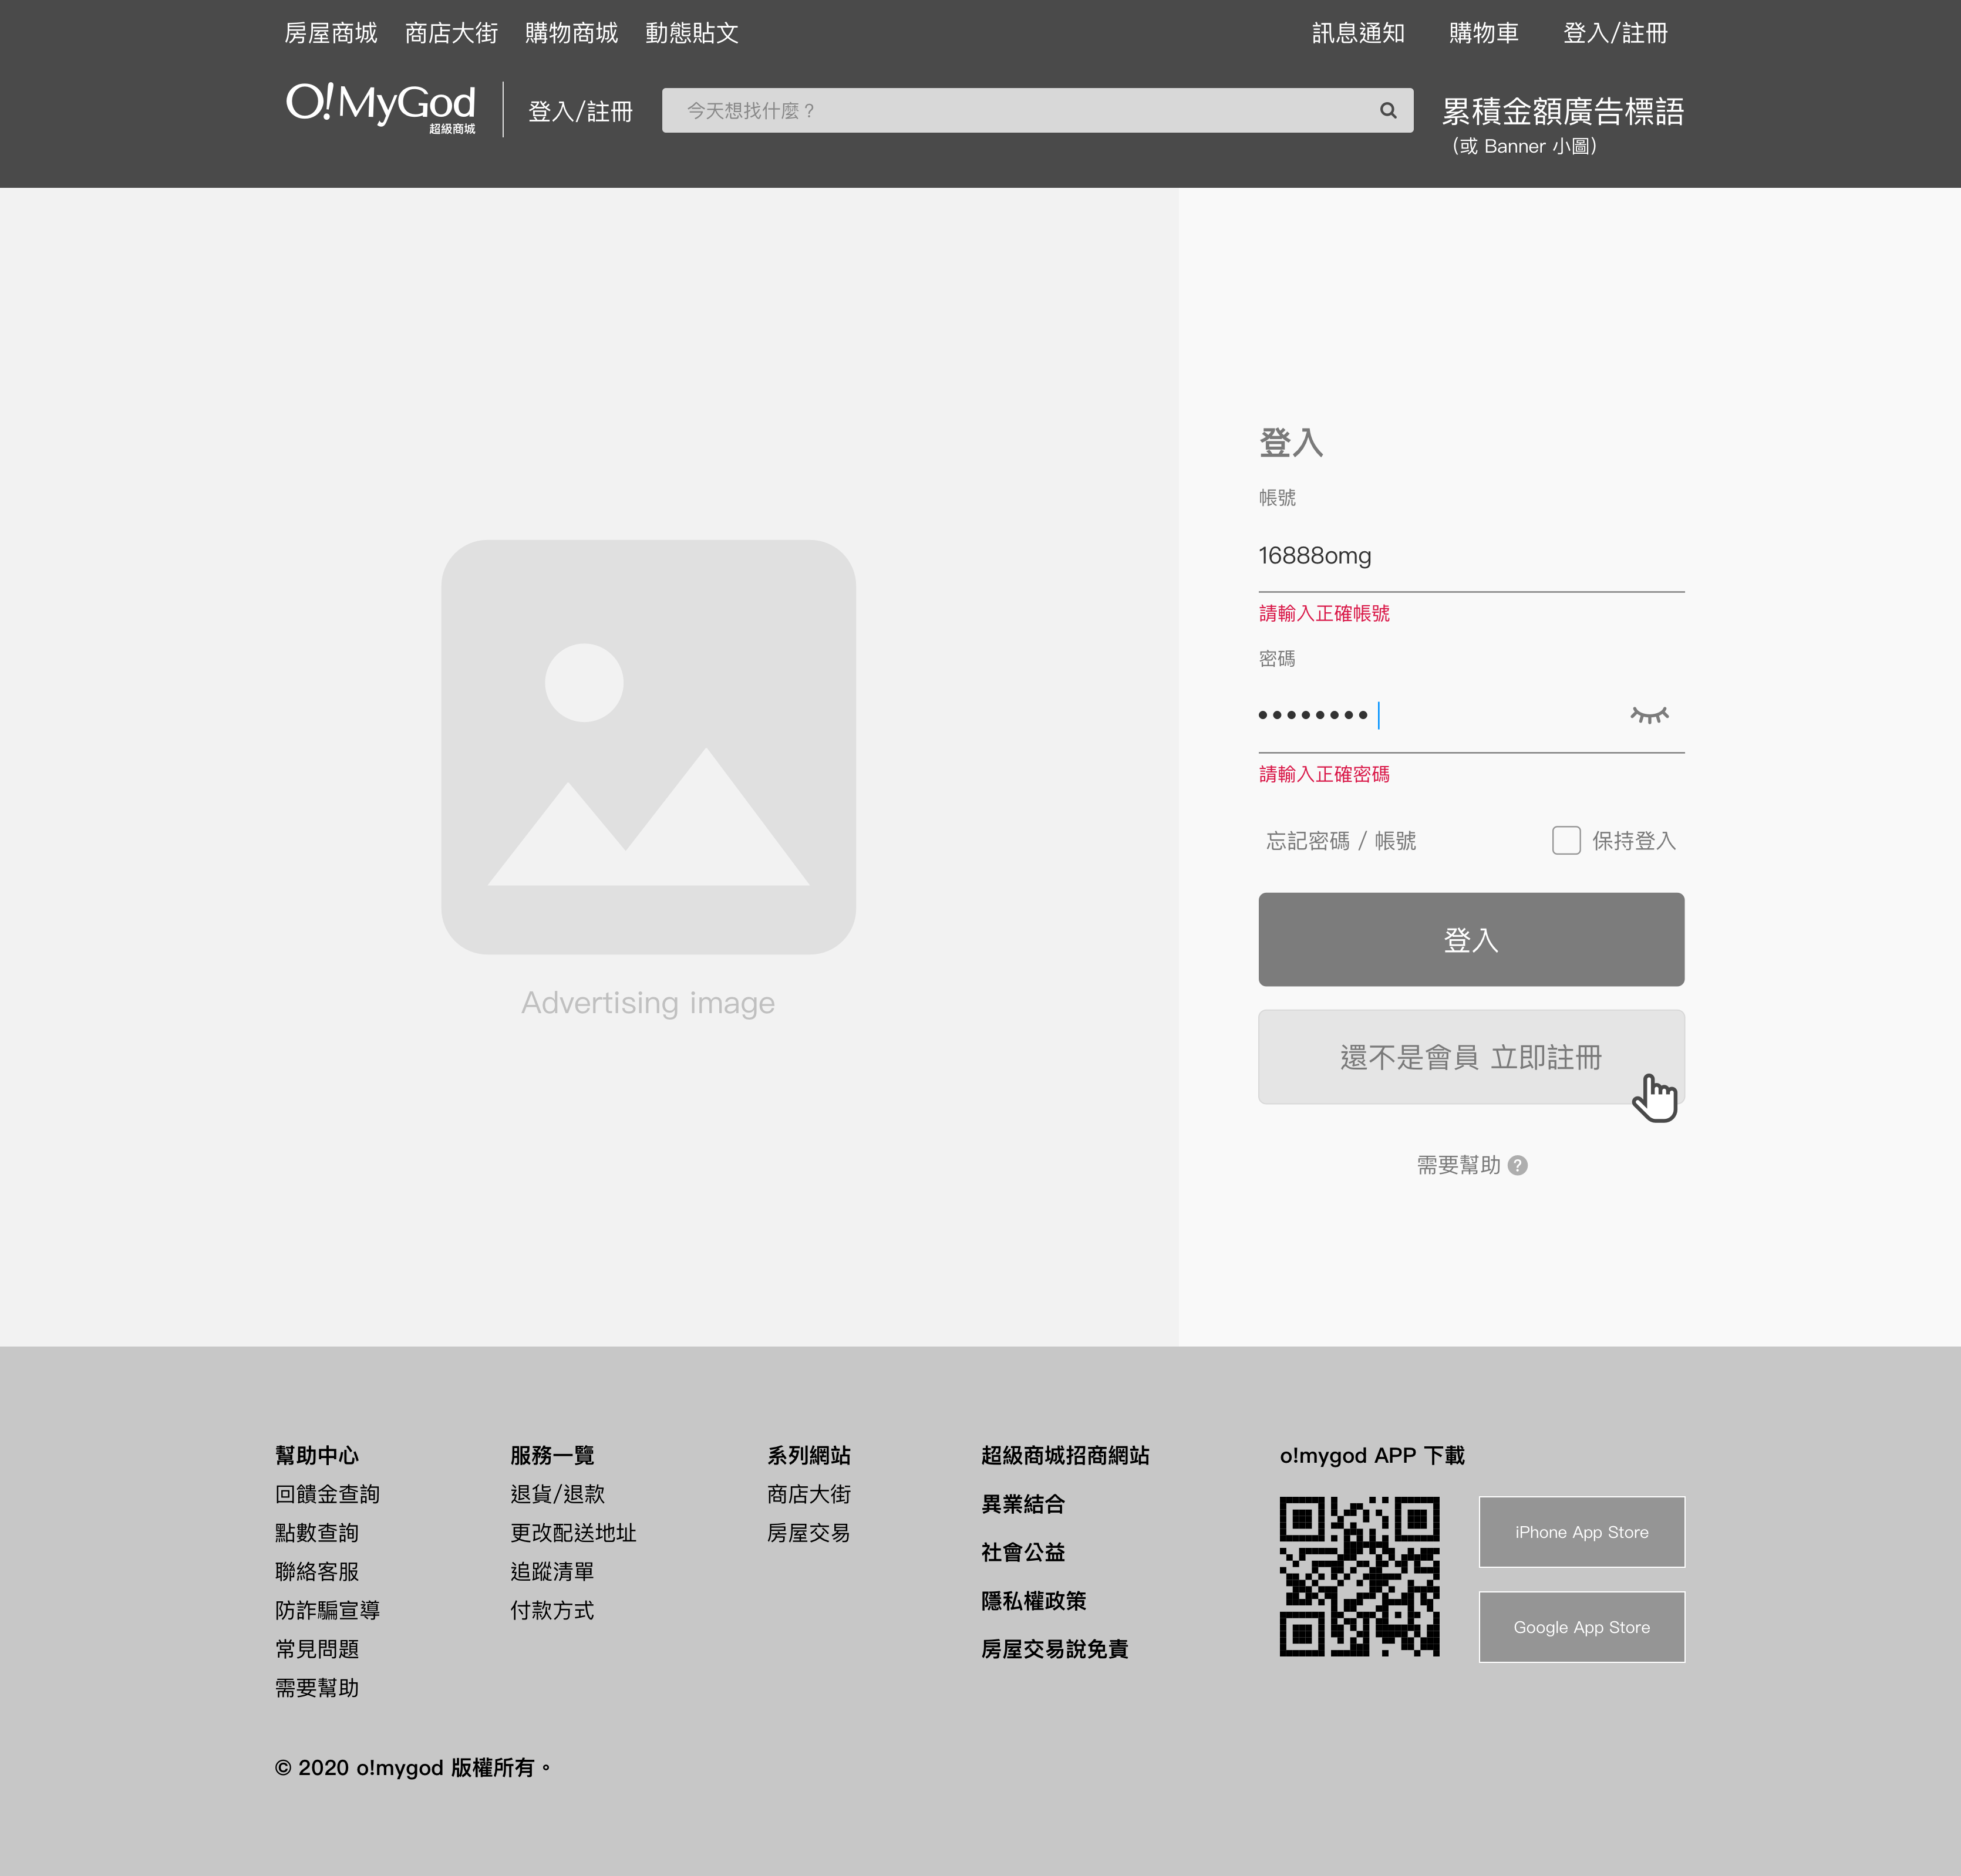 房屋商城 商店大街 購物商城 動態貼文 訊息通知 購物車 登入/註冊
O!MyGod
超級商城
登入/註冊
今天想找什麼？
累積金額廣告標語
(或 Banner 小圖)
Advertising image
登入
帳號
16888omg
請輸入正確帳號
密碼
請輸入正確密碼
忘記密碼 / 帳號
保持登入
登入
還不是會員 立即註冊
需要幫助 ?
幫助中心
回饋金查詢
點數查詢
聯絡客服
防詐騙宣導
常見問題
需要幫助
服務一覽
退貨/退款
更改配送地址
追蹤清單
付款方式
系列網站
商店大街
房屋交易
超級商城招商網站
異業結合
社會公益
隱私權政策
房屋交易說免責
o!mygod APP 下載
iPhone App Store
Google App Store
© 2020 o!mygod 版權所有。